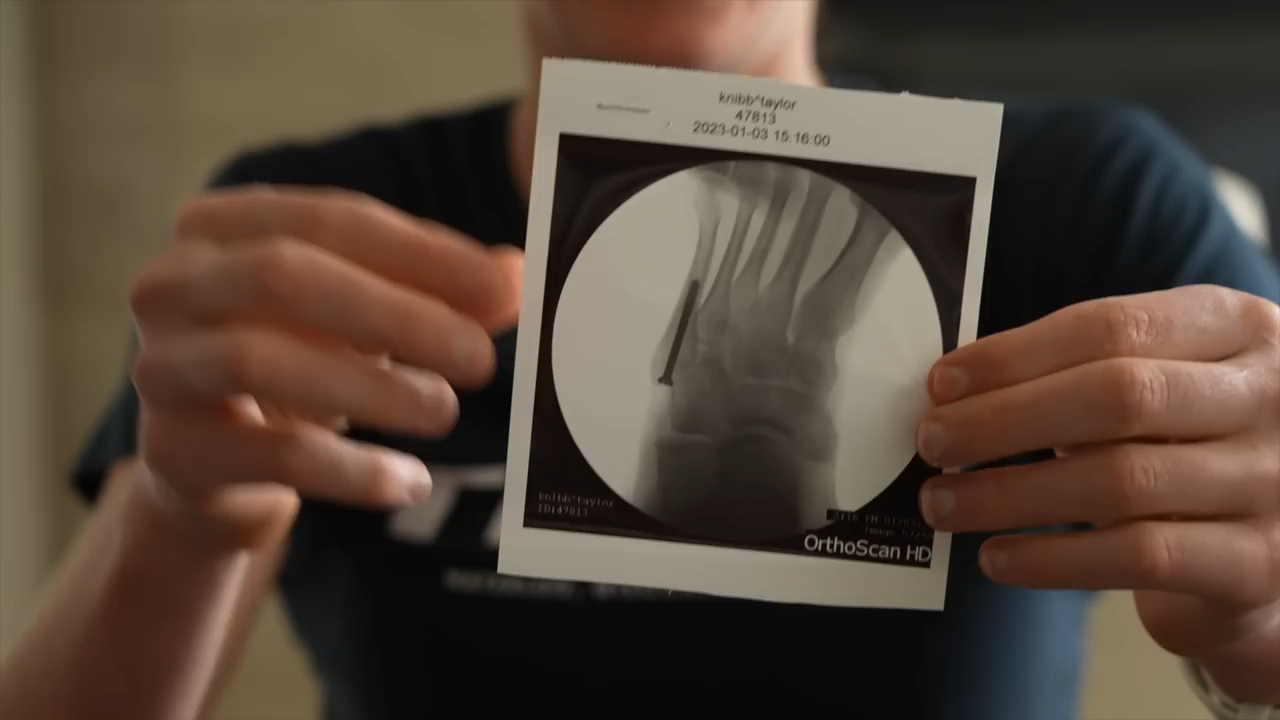 knibb^taylor
47813
2023-01-03 15:16:00
knibb^taylor
ID:47813
OrthoScan HD